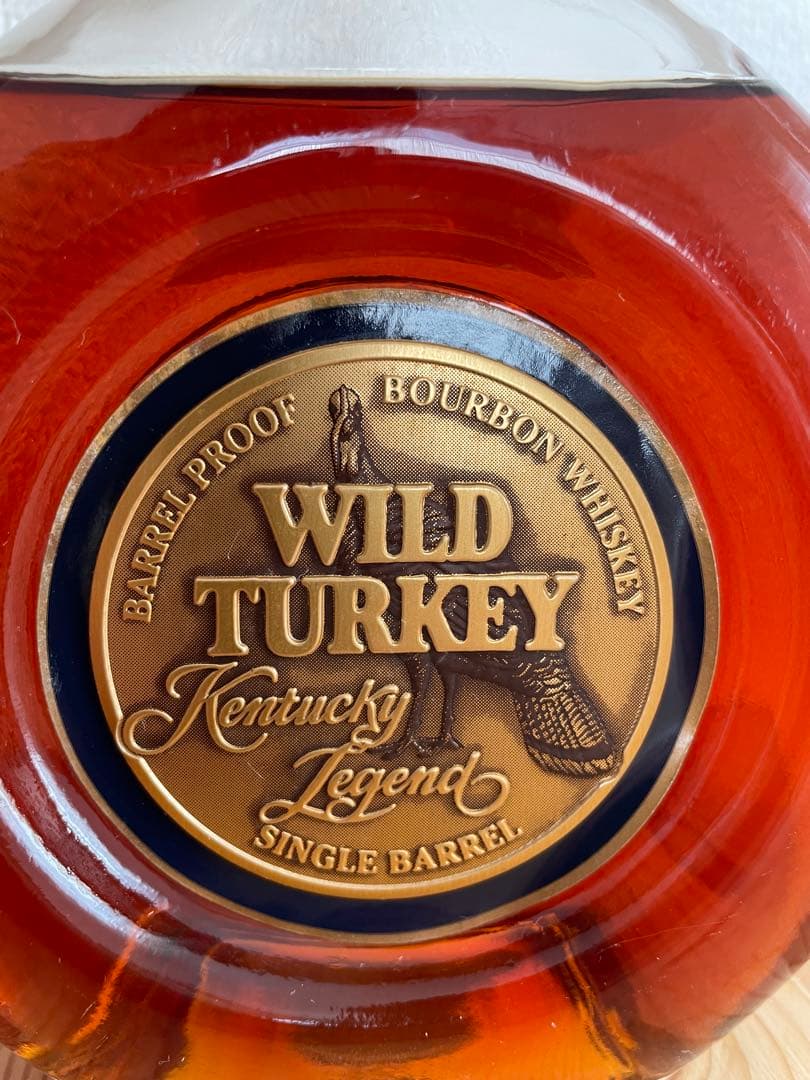 BARREL PROOF
BOURBON WHISKEY
WILD
TURKEY
Kentucky
Legend
SINGLE BARREL